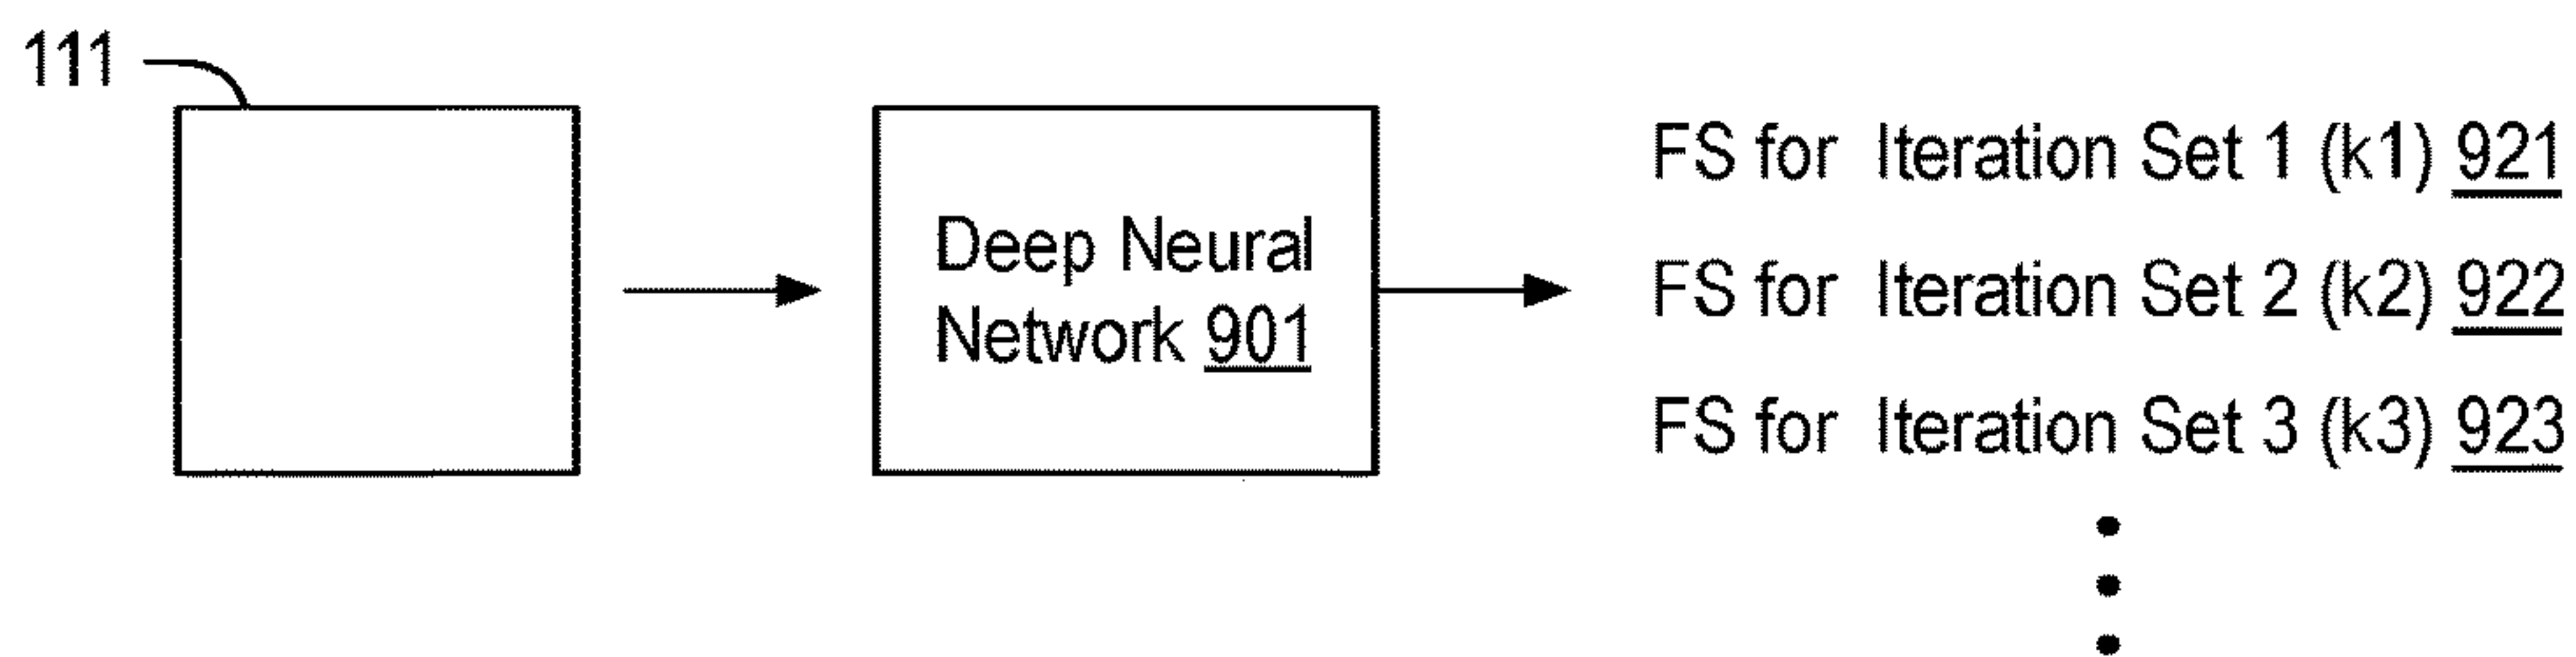 111
Deep Neural
Network 901
FS for Iteration Set 1 (k1) 921
FS for Iteration Set 2 (k2) 922
FS for Iteration Set 3 (k3) 923